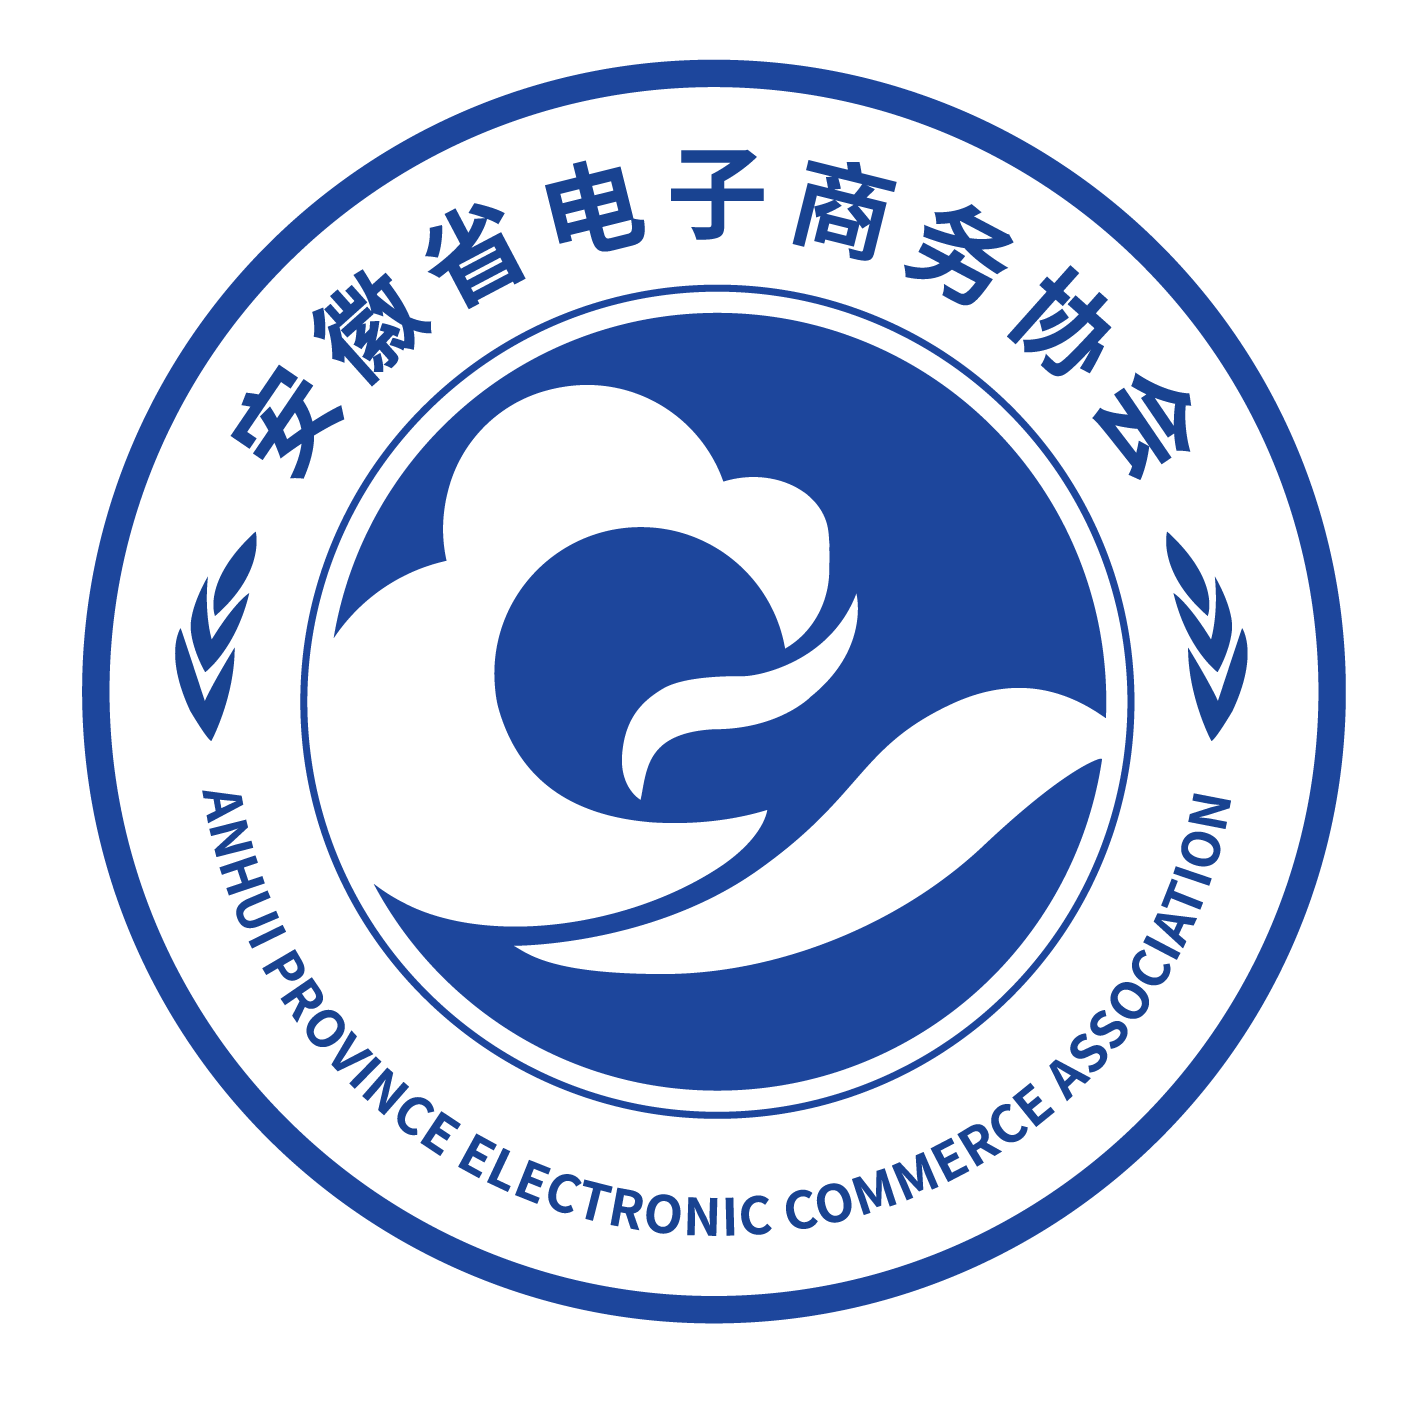 安徽省电子商务协会
ANHUI PROVINCE ELECTRONIC COMMERCE ASSOCIATION